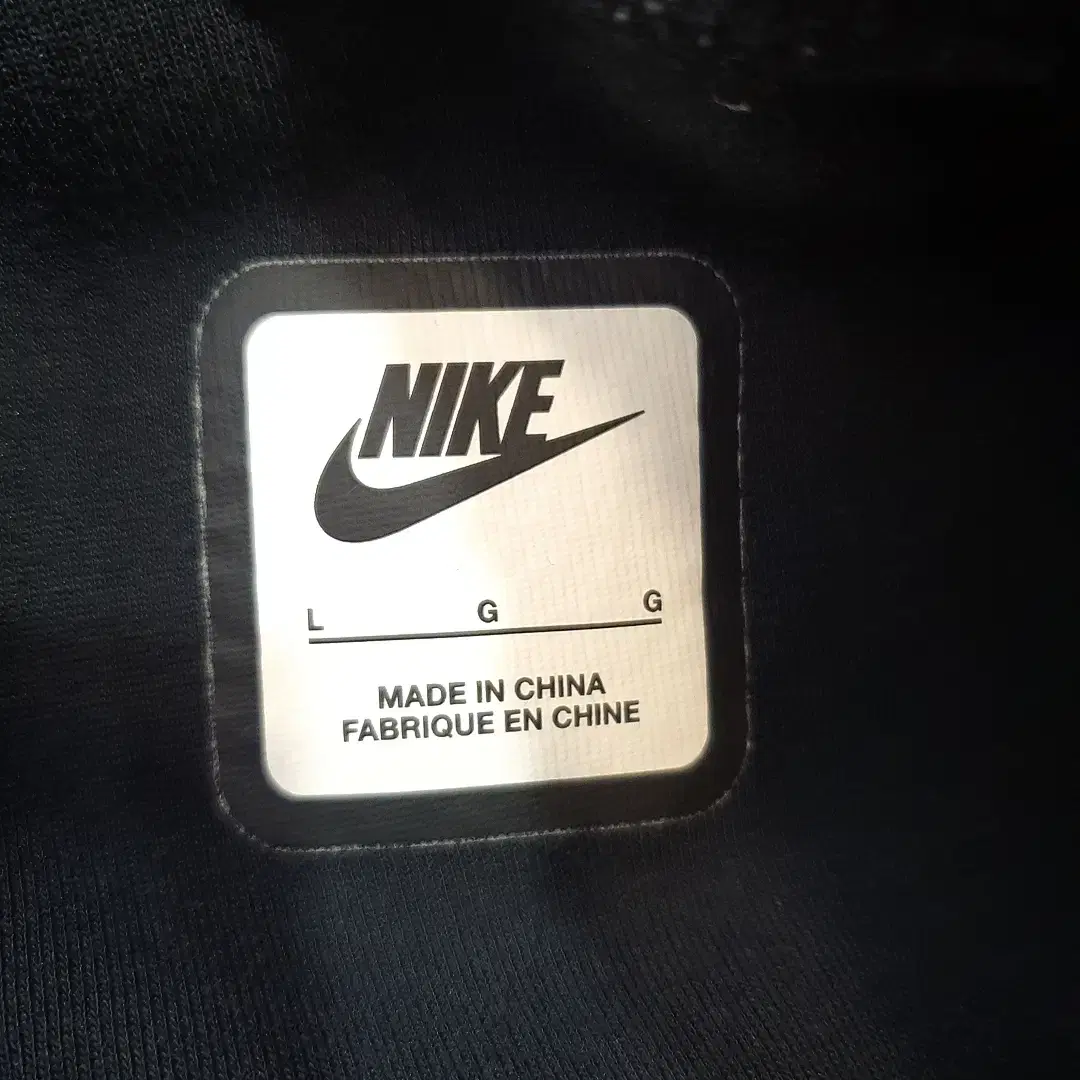 NIKE
L G G
MADE IN CHINA
FABRIQUE EN CHINE